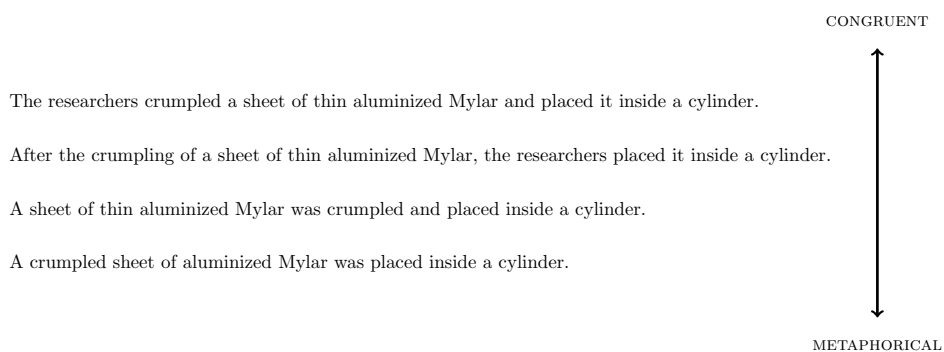 CONGRUENT
The researchers crumpled a sheet of thin aluminized Mylar and placed it inside a cylinder.
After the crumpling of a sheet of thin aluminized Mylar, the researchers placed it inside a cylinder.
A sheet of thin aluminized Mylar was crumpled and placed inside a cylinder.
A crumpled sheet of aluminized Mylar was placed inside a cylinder.
METAPHORICAL